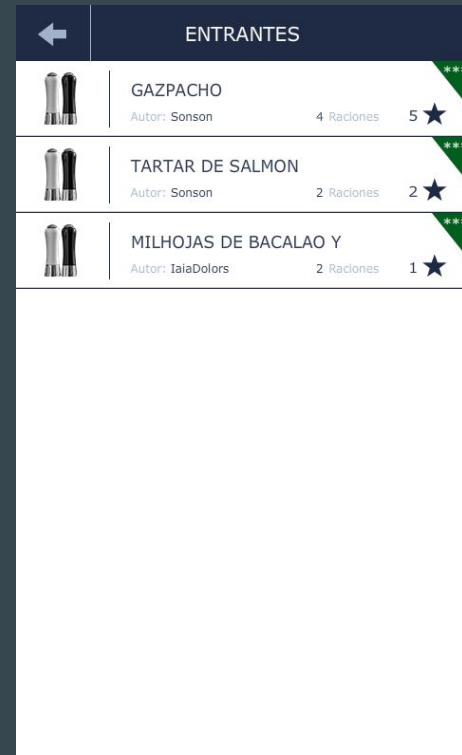 ENTRANTES
GAZPACHO
Autor: Sonson 4 Raciones 5
TARTAR DE SALMON
Autor: Sonson 2 Raciones 2
MILHOJAS DE BACALAO Y
Autor: IaiaDolors 2 Raciones 1